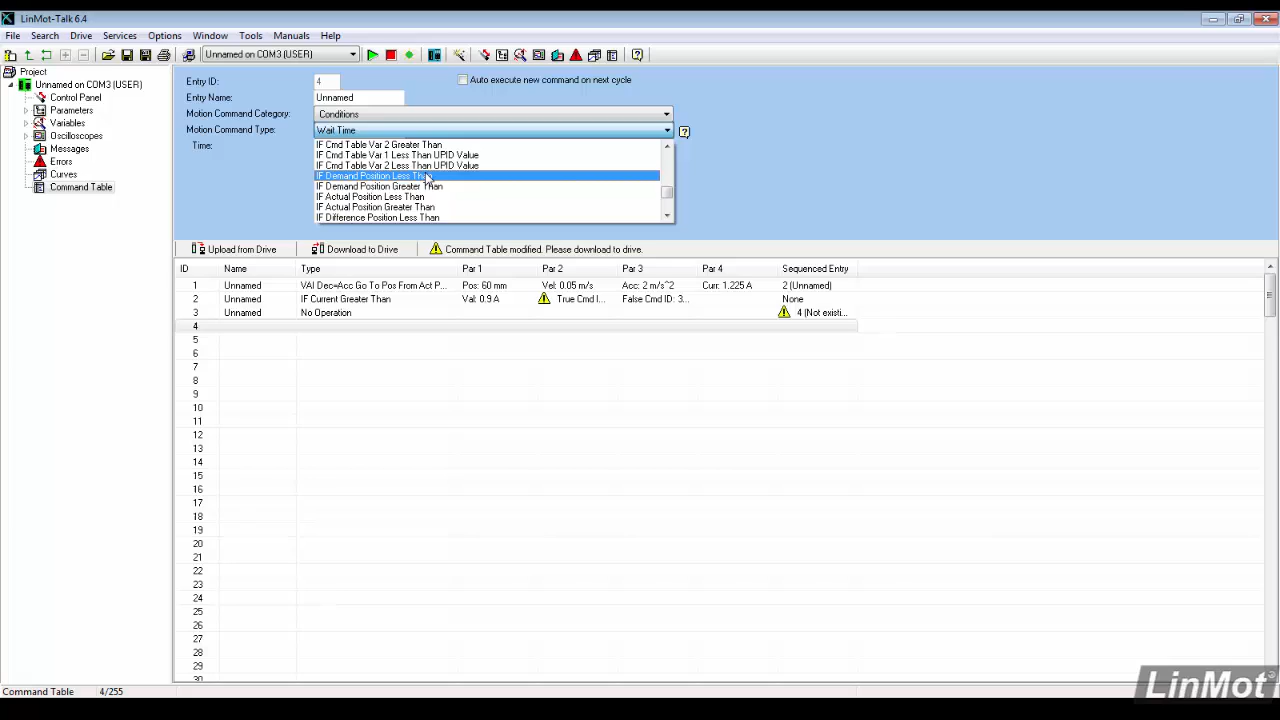 LinMot-Talk 6.4
File Search Drive Services Options Window Tools Manuals Help
Unnamed on COM3 (USER)
Project
Unnamed on COM3 (USER)
Control Panel
Parameters
Variables
Oscilloscopes
Messages
Errors
Curves
Command Table
Entry ID: 4
Auto execute new command on next cycle
Entry Name: Unnamed
Motion Command Category: Conditions
Motion Command Type: Wait Time
Time:
IF Cmd Table Var 2 Greater Than
IF Cmd Table Var 1 Less Than UPID Value
IF Cmd Table Var 2 Less Than UPID Value
IF Demand Position Less Than
IF Demand Position Greater Than
IF Actual Position Less Than
IF Actual Position Greater Than
IF Difference Position Less Than
Upload from Drive Download to Drive Command Table modified. Please download to drive.
ID Name Type Par 1 Par 2 Par 3 Par 4 Sequenced Entry
1 Unnamed VAI Dec=Acc Go To Pos From Act P... Pos: 60 mm Vel: 0.05 m/s Acc: 2 m/s^2 Curr: 1.225 A 2 (Unnamed)
2 Unnamed IF Current Greater Than Val: 0.9 A True Cmd I... False Cmd ID: 3... None
3 Unnamed No Operation 4 (Not existi...
4
5
6
7
8
9
10
11
12
13
14
15
16
17
18
19
20
21
22
23
24
25
26
27
28
29
30
Command Table 4/255
LinMot®